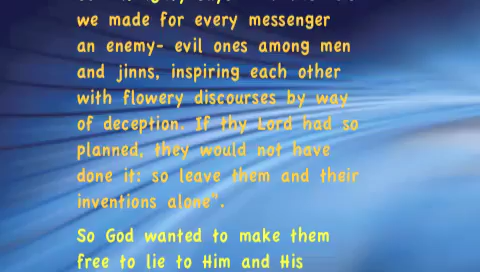 we made for every messenger
an enemy- evil ones among men
and jinns, inspiring each other
with flowery discourses by way
of deception. If thy Lord had so
planned, they would not have
done it: so leave them and their
inventions alone".
So God wanted to make them
free to lie to Him and His